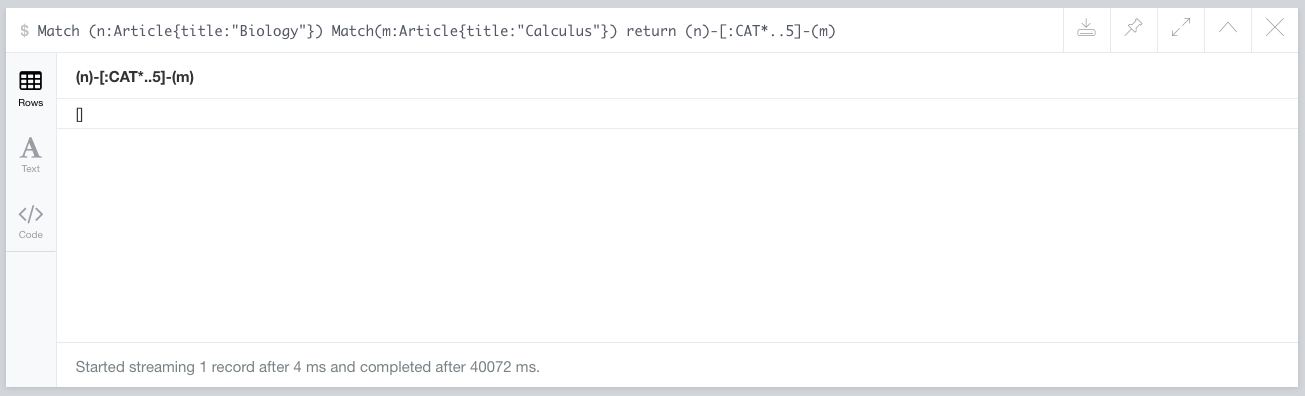 $ Match (n:Article{title:"Biology"}) Match(m:Article{title:"Calculus"}) return (n)-[:CAT*..5]-(m)
Rows
(n)-[:CAT*..5]-(m)
[]
A
Text
</>
Code
Started streaming 1 record after 4 ms and completed after 40072 ms.